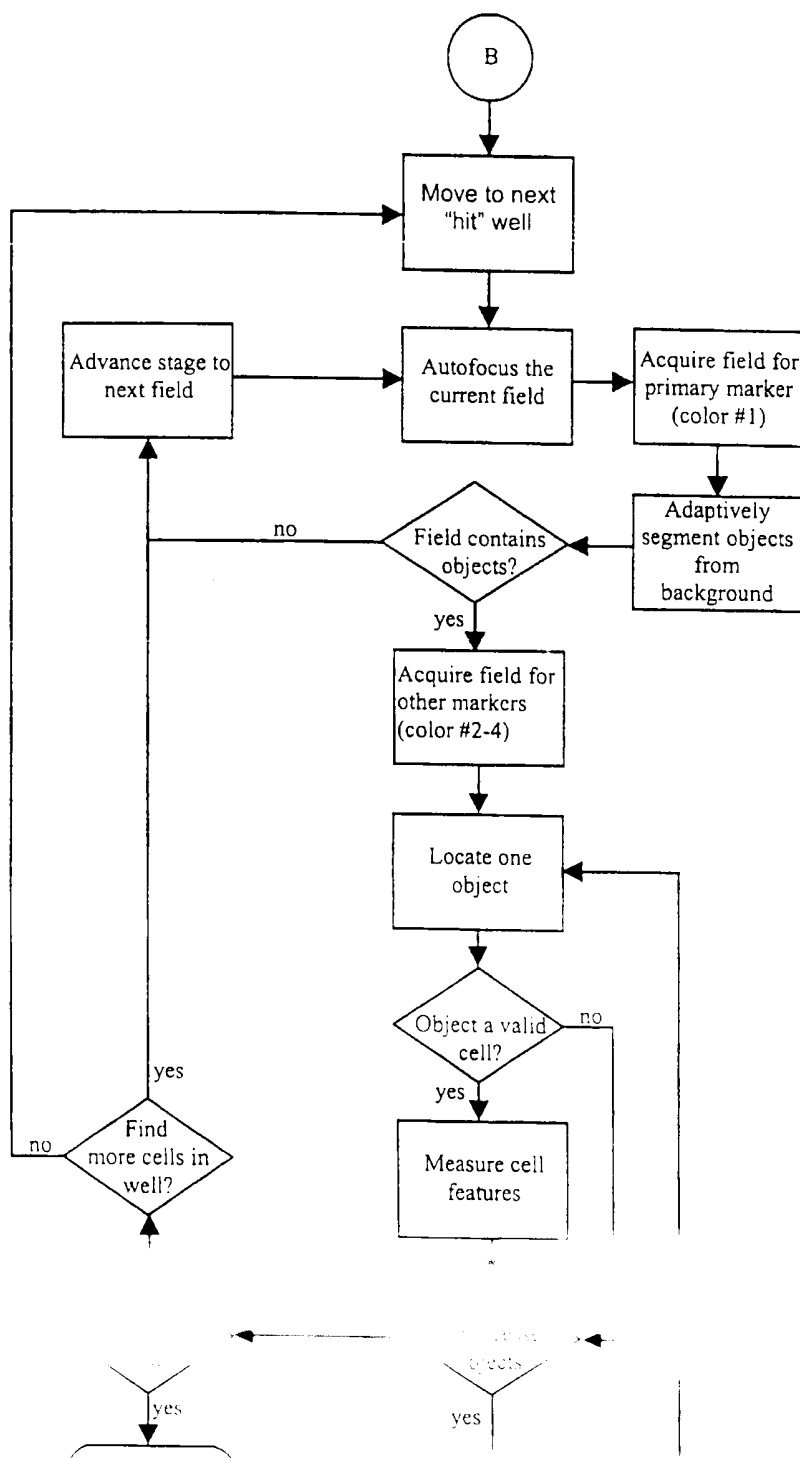 B
Move to next
"hit" well
Advance stage to
next field
Autofocus the
current field
Acquire field for
primary marker
(color #1)
Adaptively
segment objects
from
background
Field contains
objects?
no
yes
Acquire field for
other markers
(color #2-4)
Locate one
object
Object a valid
cell?
no
yes
Measure cell
features
Find
more cells in
well?
yes
no
yes
yes